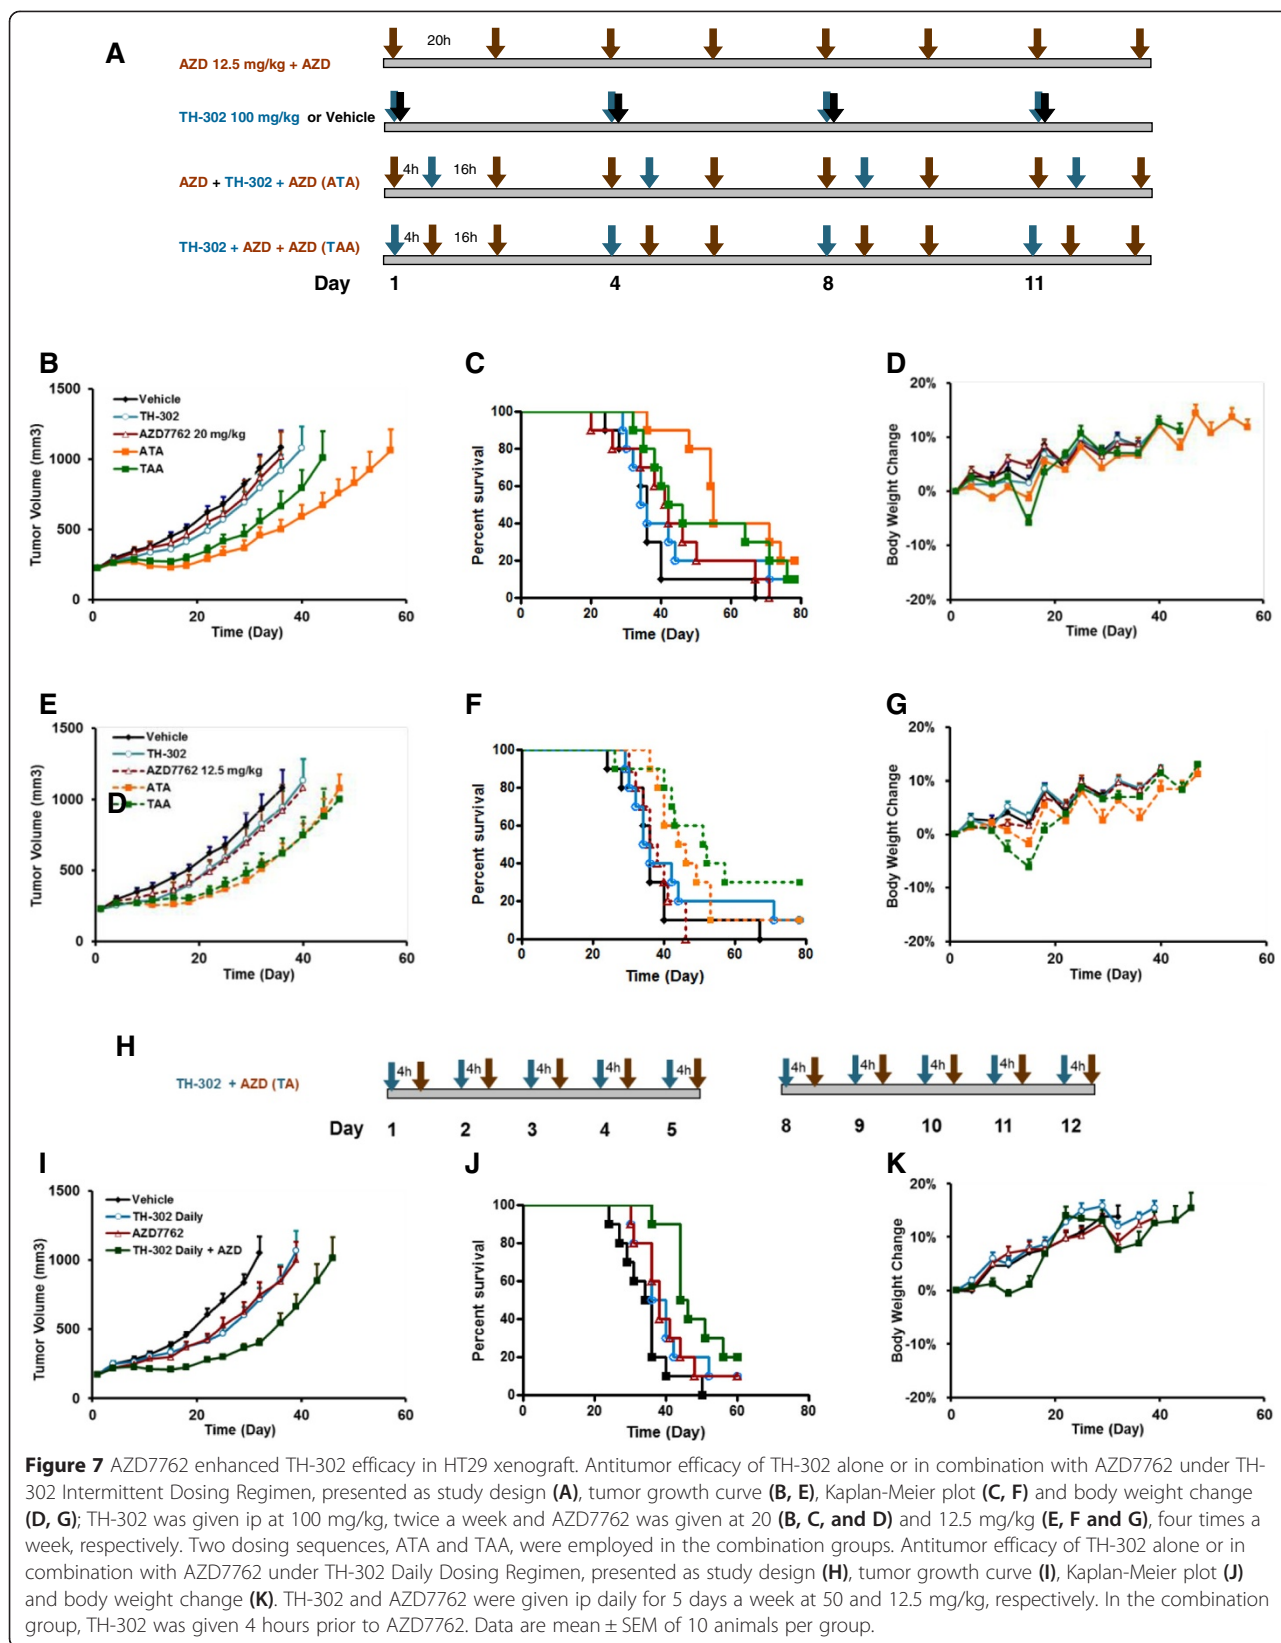 A
20h
AZD 12.5 mg/kg + AZD
TH-302 100 mg/kg or Vehicle
4h 16h
AZD + TH-302 + AZD (ATA)
4h 16h
TH-302 + AZD + AZD (TAA)
Day 1 4 8 11
B
1500
1000
500
0
Tumor Volume (mm3)
Vehicle
TH-302
AZD7762 20 mg/kg
ATA
TAA
0 20 40 60
Time (Day)
C
100
80
60
40
20
0
Percent survival
0 20 40 60 80
Time (Day)
D
20%
10%
0%
-10%
-20%
Body Weight Change
0 20 40 60
Time (Day)
E
1500
1000
500
0
Tumor Volume (mm3)
Vehicle
TH-302
AZD7762 12.5 mg/kg
ATA
TAA
D
0 20 40 60
Time (Day)
F
100
80
60
40
20
0
Percent survival
0 20 40 60 80
Time (Day)
G
20%
10%
0%
-10%
-20%
Body Weight Change
0 20 40 60
Time (Day)
H
TH-302 + AZD (TA)
4h 4h 4h 4h 4h 4h 4h 4h 4h 4h
Day 1 2 3 4 5 8 9 10 11 12
I
1500
1000
500
0
Tumor Volume (mm3)
Vehicle
TH-302 Daily
AZD7762
TH-302 Daily + AZD
0 20 40 60
Time (Day)
J
100
80
60
40
20
0
Percent survival
0 20 40 60 80
Time (Day)
K
20%
10%
0%
-10%
-20%
Body Weight Change
0 20 40 60
Time (Day)
Figure 7 AZD7762 enhanced TH-302 efficacy in HT29 xenograft. Antitumor efficacy of TH-302 alone or in combination with AZD7762 under TH-
302 Intermittent Dosing Regimen, presented as study design (A), tumor growth curve (B, E), Kaplan-Meier plot (C, F) and body weight change
(D, G); TH-302 was given ip at 100 mg/kg, twice a week and AZD7762 was given at 20 (B, C, and D) and 12.5 mg/kg (E, F and G), four times a
week, respectively. Two dosing sequences, ATA and TAA, were employed in the combination groups. Antitumor efficacy of TH-302 alone or in
combination with AZD7762 under TH-302 Daily Dosing Regimen, presented as study design (H), tumor growth curve (I), Kaplan-Meier plot (J)
and body weight change (K). TH-302 and AZD7762 were given ip daily for 5 days a week at 50 and 12.5 mg/kg, respectively. In the combination
group, TH-302 was given 4 hours prior to AZD7762. Data are mean ± SEM of 10 animals per group.